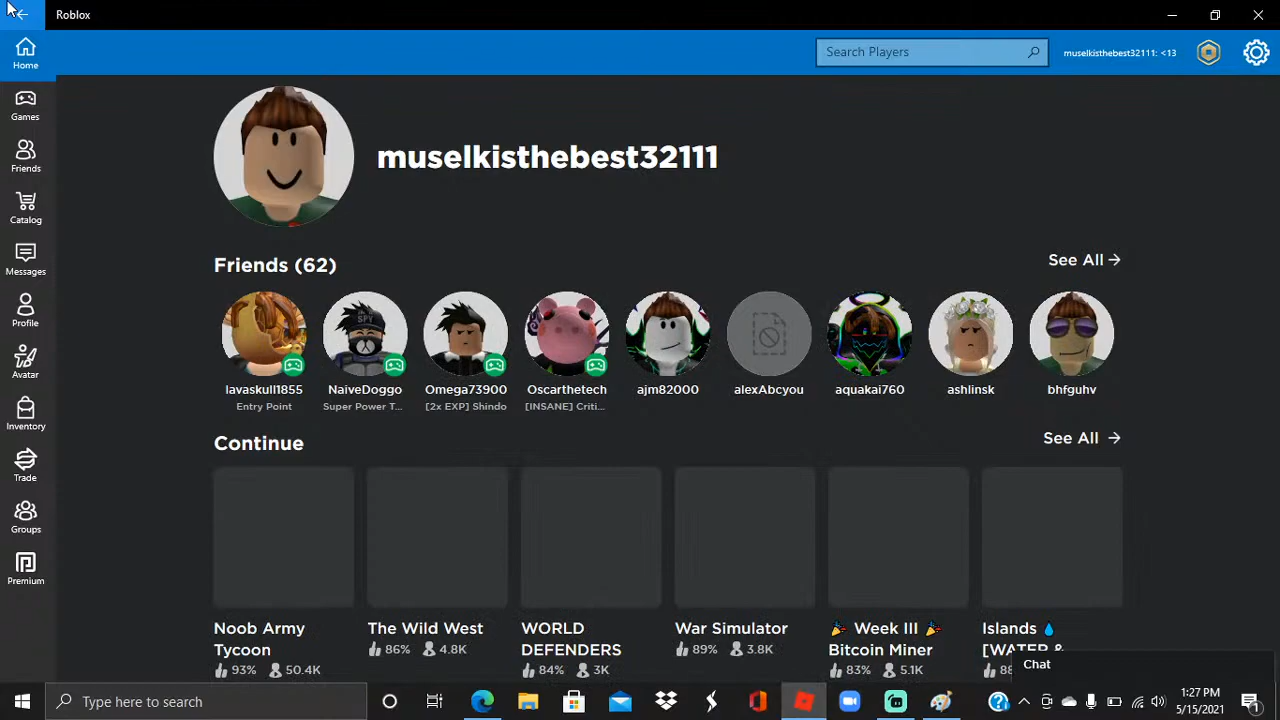 Roblox
Home
Search Players
muselkisthebest32111: <13
Games
Friends
Catalog
Messages
Profile
Avatar
Inventory
Trade
Groups
Premium
muselkisthebest32111
Friends (62)
See All
lavaskull1855
NaiveDoggo
Omega73900
Oscarthetech
ajm82000
alexAbcyou
aquakai760
ashlinsk
bhfguhv
Entry Point
Super Power T...
[2x EXP] Shindo
[INSANE] Criti...
Continue
See All
Noob Army
Tycoon
93% 50.4K
The Wild West
86% 4.8K
WORLD
DEFENDERS
84% 3K
War Simulator
89% 3.8K
🎉 Week III 🎉
Bitcoin Miner
83% 5.1K
Islands 💧
[WATER &
Chat
Type here to search
1:27 PM
5/15/2021